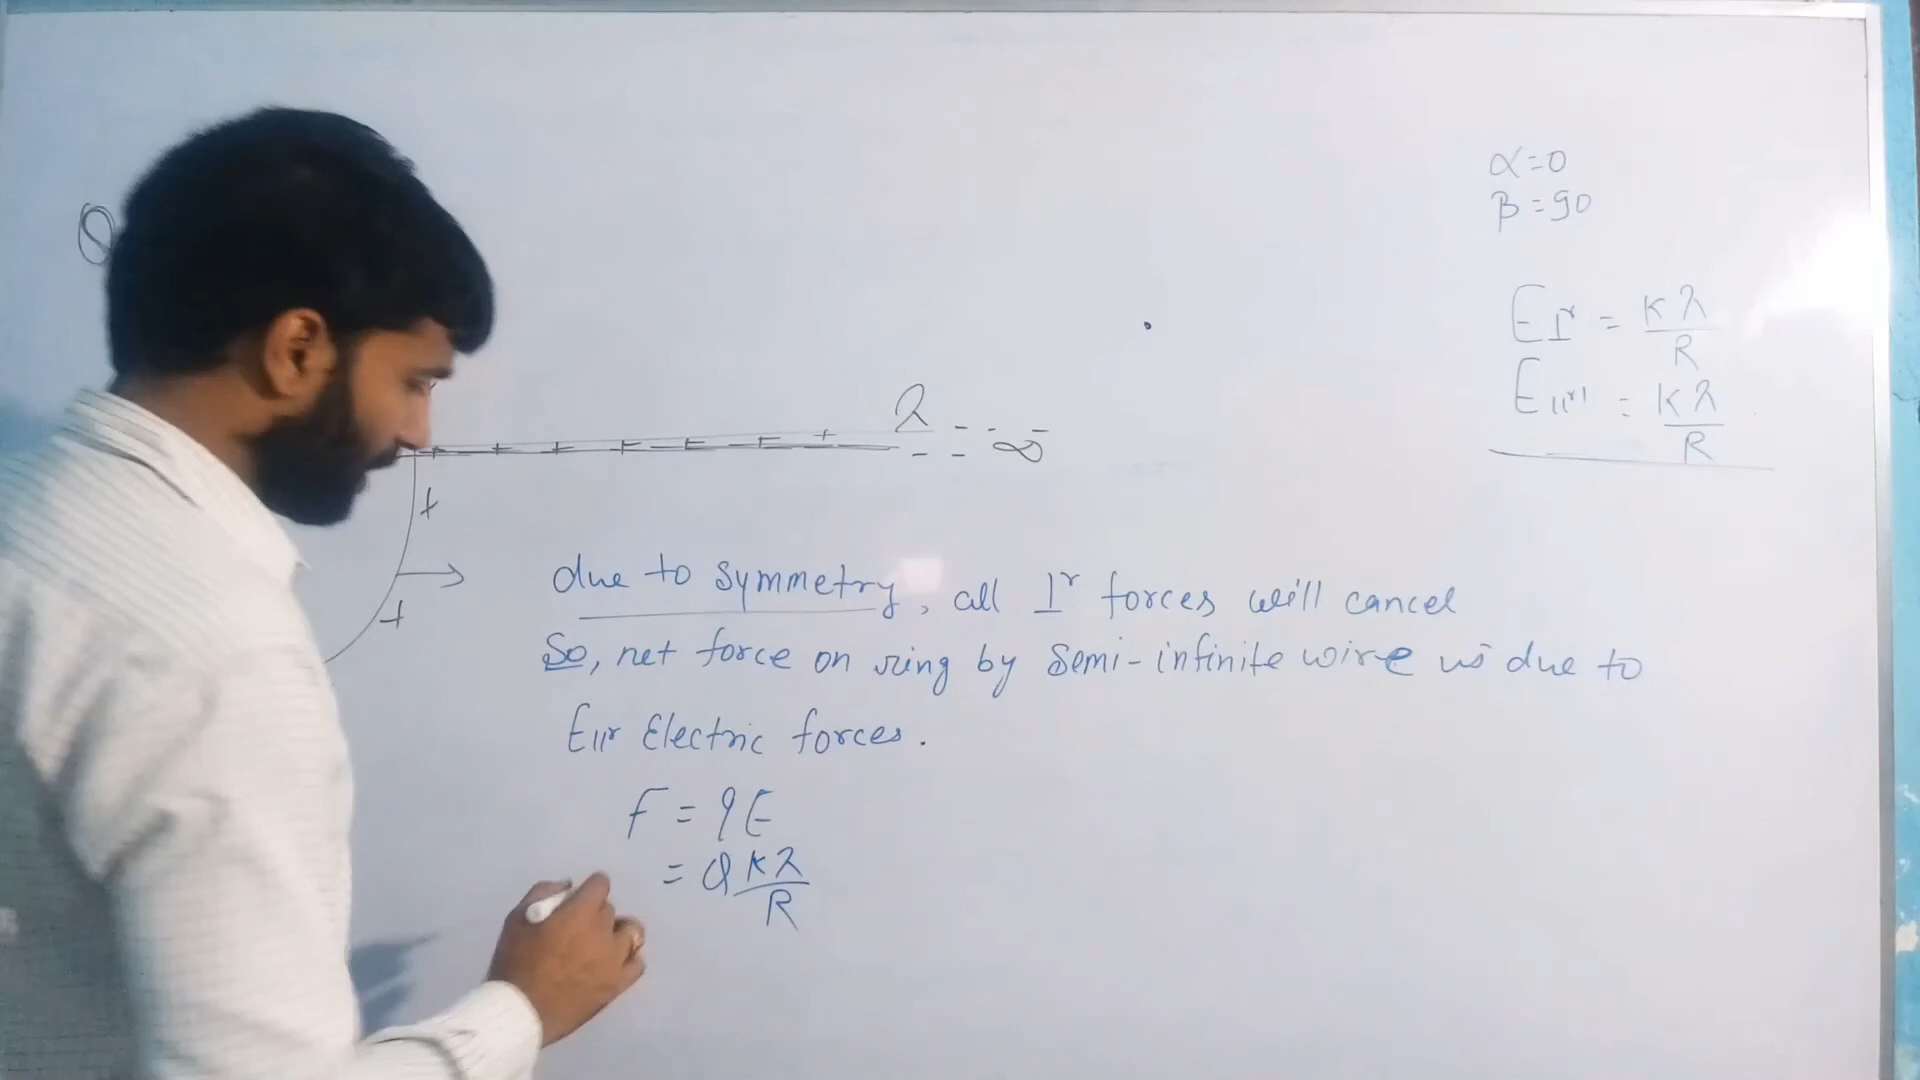 Q
α=0
β=90
E⊥r = Kλ/R
E||r| = Kλ/R
λ
∞
+ + + + + + +
+
+
due to symmetry, all ⊥r forces will cancel
So, net force on ring by Semi-infinite wire is due to
E||r Electric forces.
F = qE
= Q Kλ/R